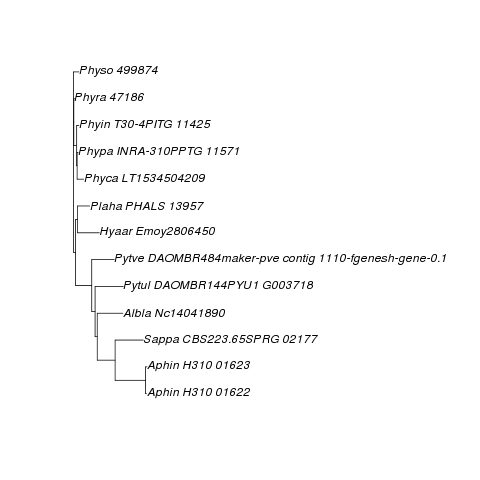 Physo 499874
Phyra 47186
Phyin T30-4PITG 11425
Phypa INRA-310PPTG 11571
Phyca LT1534504209
Plaha PHALS 13957
Hyaar Emoy2806450
Pytve DAOMBR484maker-pve contig 1110-fgenesh-gene-0.1
Pytul DAOMBR144PYU1 G003718
Albla Nc14041890
Sappa CBS223.65SPRG 02177
Aphin H310 01623
Aphin H310 01622